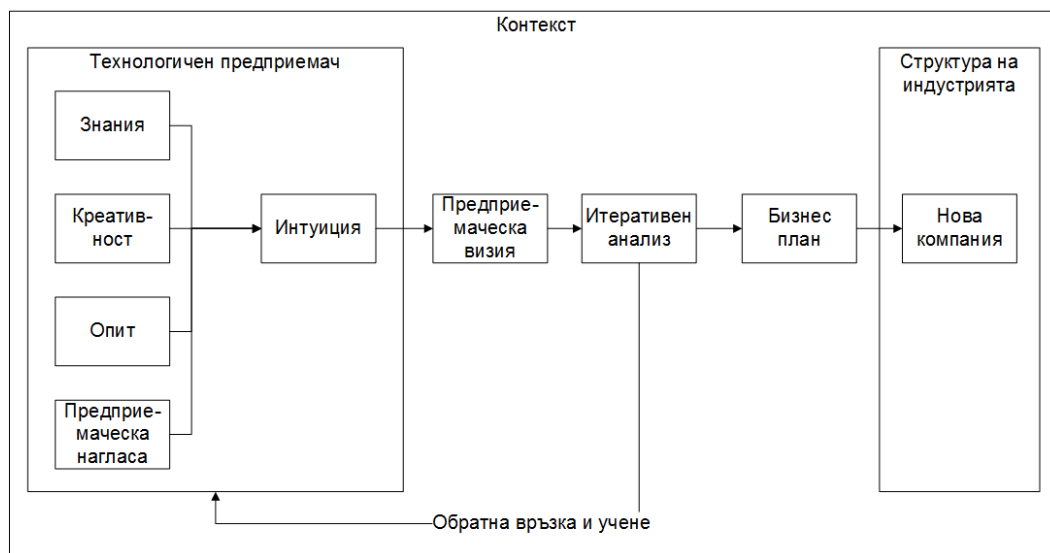 Контекст
Технологичен предприемач
Структура на
индустрията
Знания
Креатив-
ност
Опит
Предприе-
маческа
нагласа
Интуиция
Предприе-
маческа
визия
Итеративен
анализ
Бизнес
план
Нова
компания
Обратна връзка и учене